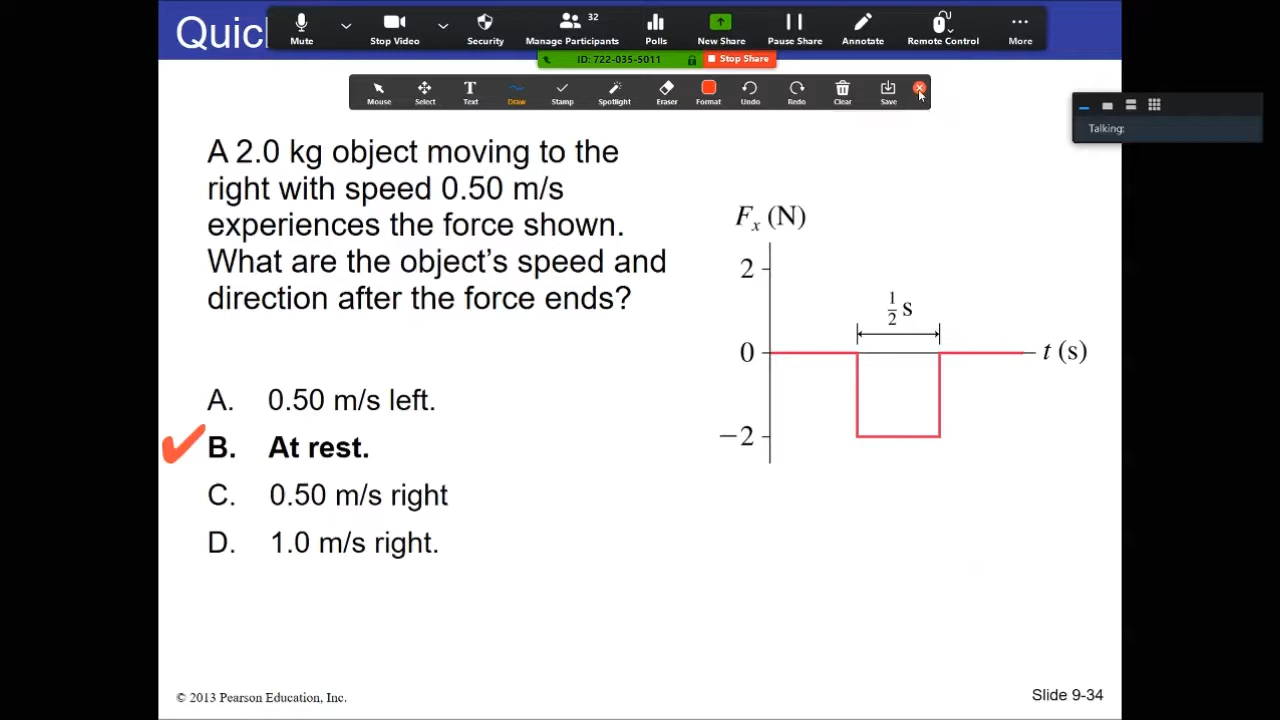 Quic
Mute
Stop Video
Security
32
Manage Participants
Polls
New Share
Pause Share
Annotate
Remote Control
More
ID: 722-035-5011
Stop Share
Mouse
Select
Text
Draw
Stamp
Spotlight
Eraser
Format
Undo
Redo
Clear
Save
Talking:
A 2.0 kg object moving to the
right with speed 0.50 m/s
experiences the force shown.
What are the object’s speed and
direction after the force ends?
A. 0.50 m/s left.
B. At rest.
C. 0.50 m/s right
D. 1.0 m/s right.
Fx (N)
2
1/2 s
0
t (s)
−2
© 2013 Pearson Education, Inc.
Slide 9-34